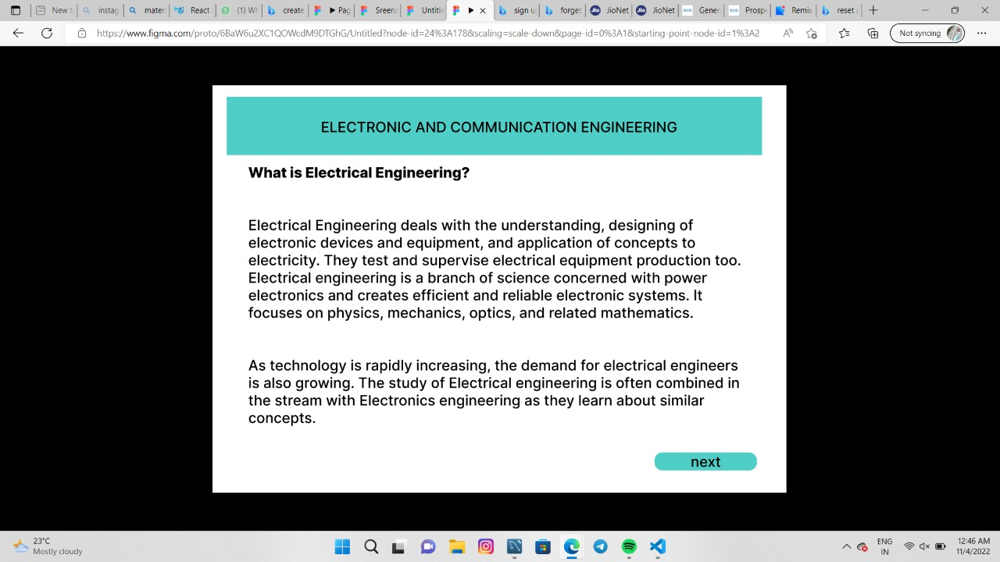 New t
instag
materi
React
(1) W
create
Pag
Screen
Untitl
sign u
forget
Jio
JioNet
Jio
JioNet
Gener
Prospe
Remix
reset
https://www.figma.com/proto/6BaW6u2XC1QOWcdM9DTGhG/Untitled?node-id=24%3A178&scaling=scale-down&page-id=0%3A1&starting-point-node-id=1%3A2
Not syncing
ELECTRONIC AND COMMUNICATION ENGINEERING
What is Electrical Engineering?
Electrical Engineering deals with the understanding, designing of
electronic devices and equipment, and application of concepts to
electricity. They test and supervise electrical equipment production too.
Electrical engineering is a branch of science concerned with power
electronics and creates efficient and reliable electronic systems. It
focuses on physics, mechanics, optics, and related mathematics.
As technology is rapidly increasing, the demand for electrical engineers
is also growing. The study of Electrical engineering is often combined in
the stream with Electronics engineering as they learn about similar
concepts.
next
23°C
Mostly cloudy
ENG
IN
12:46 AM
11/4/2022